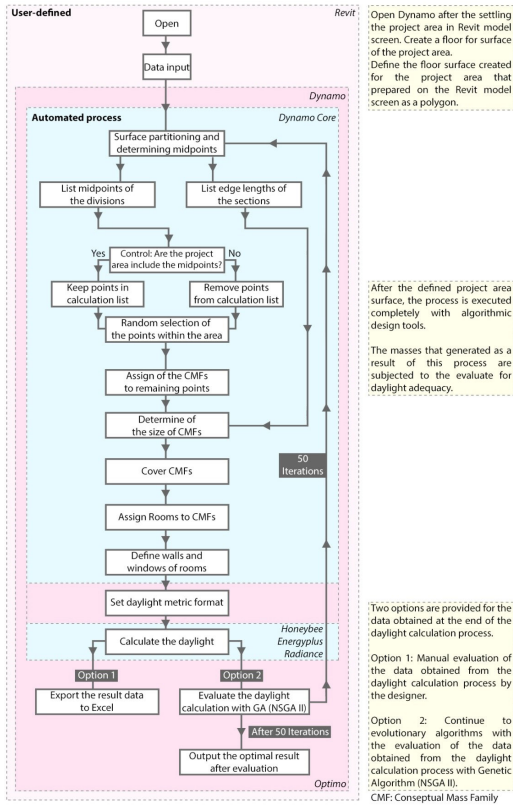 User-defined
Revit
Open
Data input
Dynamo
Automated process
Dynamo Core
Surface partitioning and
determining midpoints
List midpoints of
the divisions
List edge lengths of
the sections
Yes
Control: Are the project
area include the midpoints?
No
Keep points in
calculation list
Remove points
from calculation list
Random selection of
the points within the area
Assign of the CMFs
to remaining points
Determine of
the size of CMFs
50
Iterations
Cover CMFs
Assign Rooms to CMFs
Define walls and
windows of rooms
Set daylight metric format
Calculate the daylight
Honeybee
Energyplus
Radiance
Option 1
Option 2
Export the result data
to Excel
Evaluate the daylight
calculation with GA (NSGA II)
After 50 Iterations
Output the optimal result
after evaluation
Optimo
Open Dynamo after the settling
the project area in Revit model
screen. Create a floor for surface
of the project area.
Define the floor surface created
for the project area that
prepared on the Revit model
screen as a polygon.
After the defined project area
surface, the process is executed
completely with algorithmic
design tools.
The masses that generated as a
result of this process are
subjected to the evaluate for
daylight adequacy.
Two options are provided for the
data obtained at the end of the
daylight calculation process.
Option 1: Manual evaluation of
the data obtained from the
daylight calculation process by
the designer.
Option 2: Continue to
evolutionary algorithms with
the evaluation of the data
obtained from the daylight
calculation process with Genetic
Algorithm (NSGA II).
CMF: Conseptual Mass Family